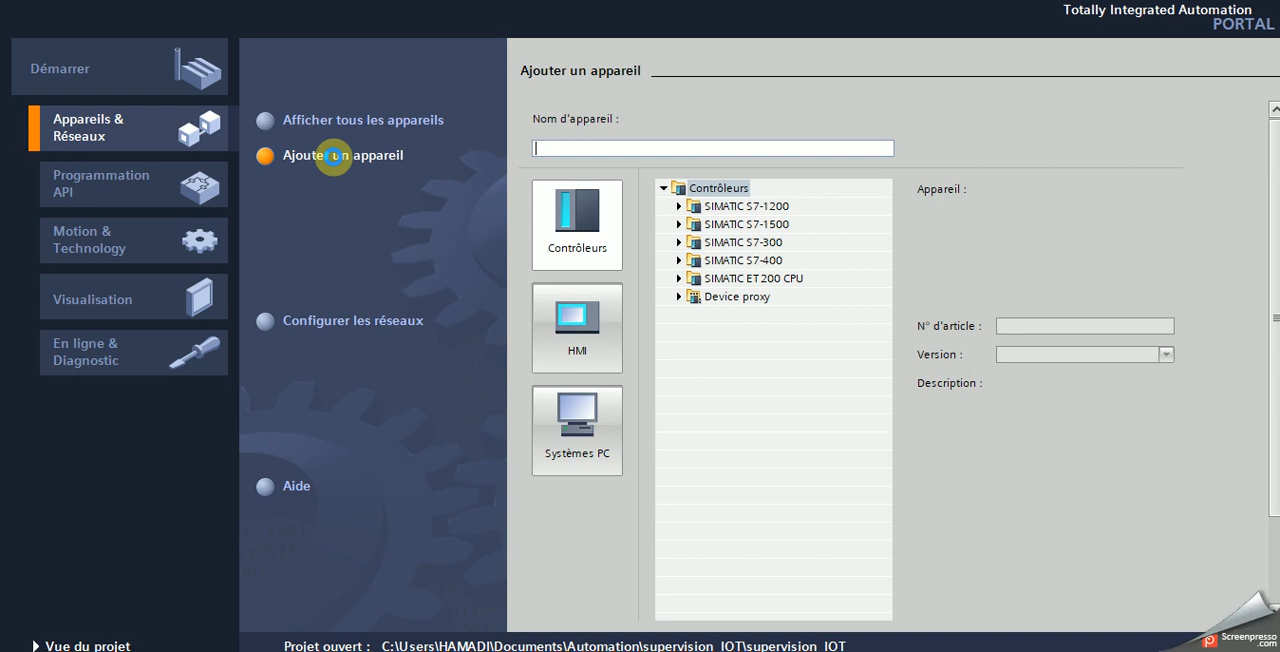 Totally Integrated Automation
PORTAL
Démarrer
Appareils &
Réseaux
Programmation
API
Motion &
Technology
Visualisation
En ligne &
Diagnostic
Vue du projet
Afficher tous les appareils
Ajouter un appareil
Configurer les réseaux
Aide
Ajouter un appareil
Nom d'appareil :
Contrôleurs
HMI
Systèmes PC
Contrôleurs
SIMATIC S7-1200
SIMATIC S7-1500
SIMATIC S7-300
SIMATIC S7-400
SIMATIC ET 200 CPU
Device proxy
Appareil :
N° d'article :
Version :
Description :
Projet ouvert : C:\Users\HAMADI\Documents\Automation\supervision_IOT\supervision_IOT
Screenpresso
.com